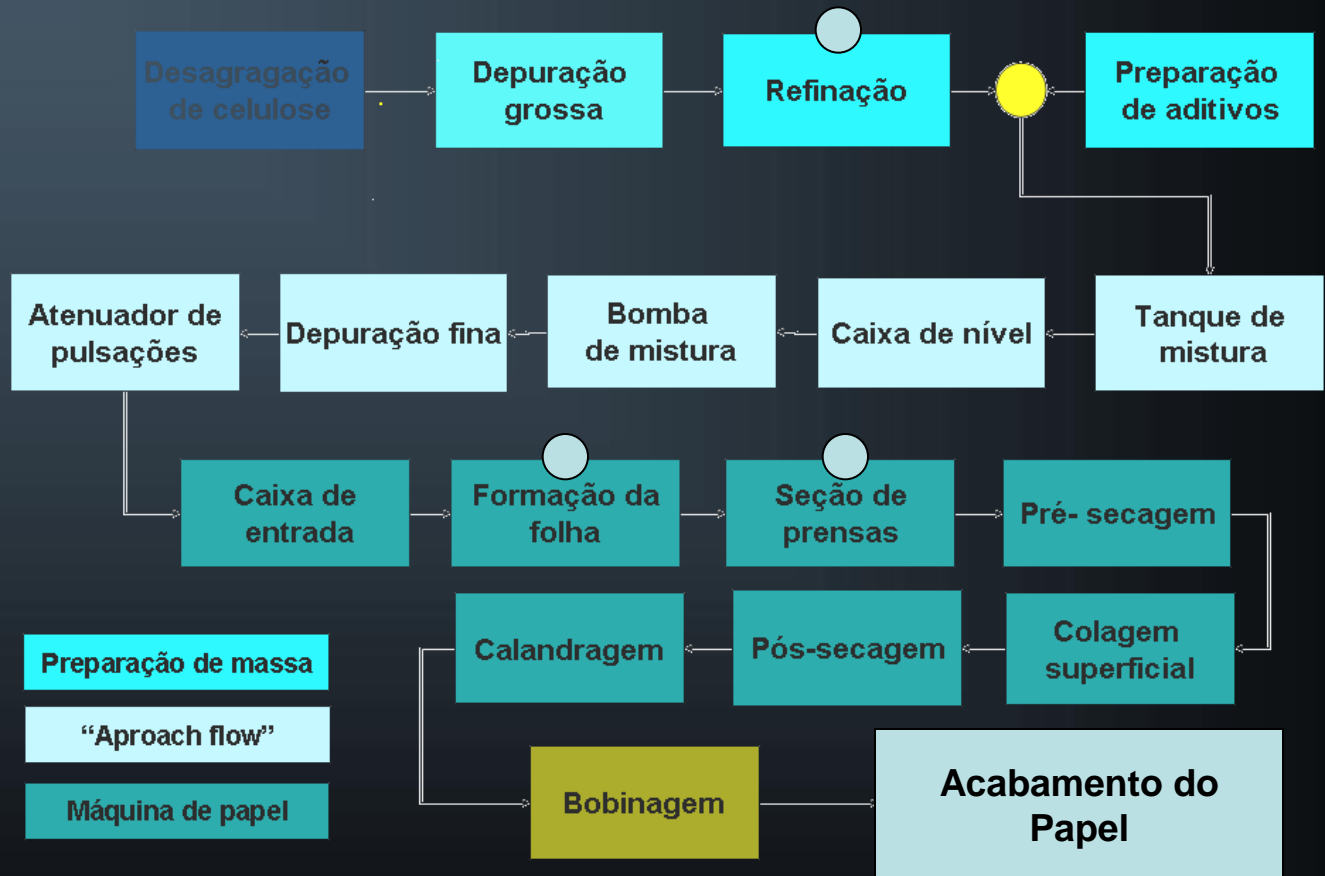 Desagragação
de celulose
Depuração
grossa
Refinação
Preparação
de aditivos
Atenuador de
pulsações
Depuração fina
Bomba
de mistura
Caixa de nível
Tanque de
mistura
Caixa de
entrada
Formação da
folha
Seção de
prensas
Pré- secagem
Calandragem
Pós-secagem
Colagem
superficial
Preparação de massa
“Aproach flow”
Máquina de papel
Bobinagem
Acabamento do
Papel